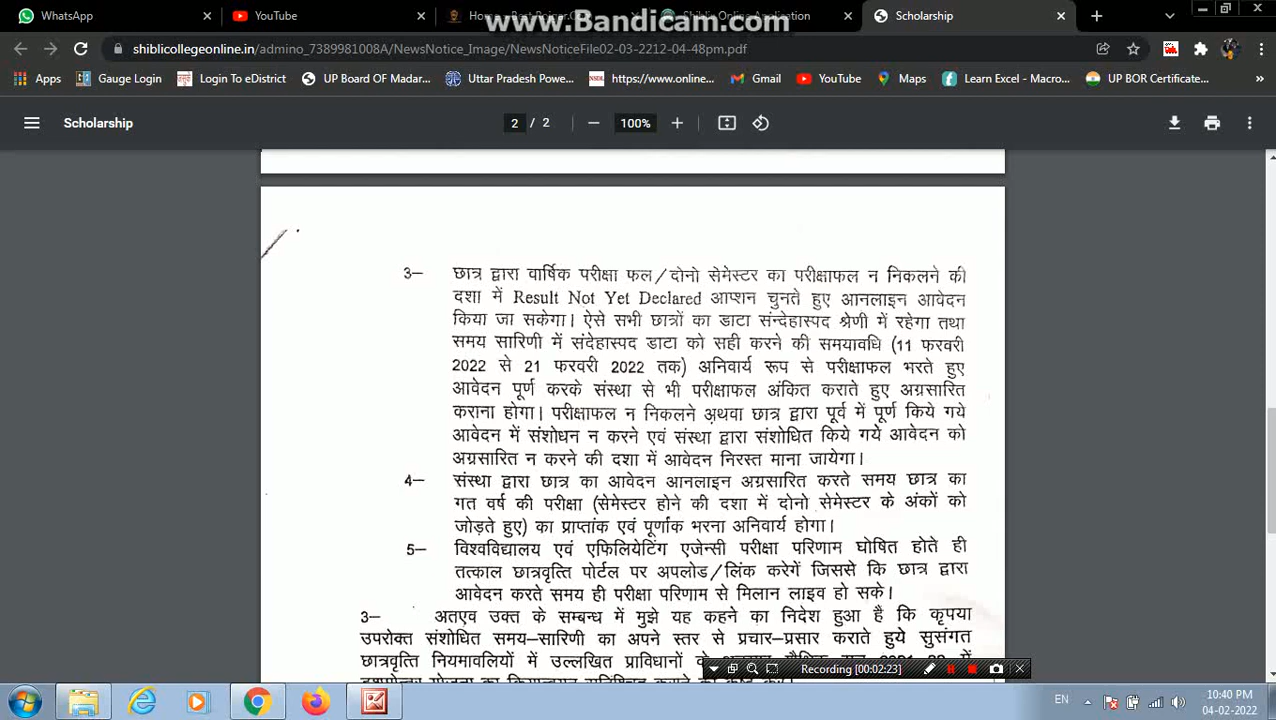 WhatsApp
YouTube
www.Bandicam.com
Online Application
Scholarship
shiblicollegeonline.in/admino_7389981008A/NewsNotice_Image/NewsNoticeFile02-03-2212-04-48pm.pdf
Apps
Gauge Login
Login To eDistrict
UP Board Of Madar...
Uttar Pradesh Powe...
NSDL
https://www.online...
Gmail
YouTube
Maps
Learn Excel - Macro...
UP BOR Certificate...
»
Scholarship
2 / 2
100%
3– छात्र द्वारा वार्षिक परीक्षा फल/दोनो सेमेस्टर का परीक्षाफल न निकलने की
दशा में Result Not Yet Declared आप्शन चुनते हुए आनलाइन आवेदन
किया जा सकेगा। ऐसे सभी छात्रों का डाटा संन्देहास्पद श्रेणी में रहेगा तथा
समय सारिणी में संदेहास्पद डाटा को सही करने की समयावधि (11 फरवरी
2022 से 21 फरवरी 2022 तक) अनिवार्य रूप से परीक्षाफल भरते हुए
आवेदन पूर्ण करके संस्था से भी परीक्षाफल अंकित कराते हुए अग्रसारित
कराना होगा। परीक्षाफल न निकलने अथवा छात्र द्वारा पूर्व में पूर्ण किये गये
आवेदन में संशोधन न करने एवं संस्था द्वारा संशोधित किये गये आवेदन को
अग्रसारित न करने की दशा में आवेदन निरस्त माना जायेगा।
4– संस्था द्वारा छात्र का आवेदन आनलाइन अग्रसारित करते समय छात्र का
गत वर्ष की परीक्षा (सेमेस्टर होने की दशा में दोनो सेमेस्टर के अंकों को
जोड़ते हुए) का प्राप्तांक एवं पूर्णांक भरना अनिवार्य होगा।
5– विश्वविद्यालय एवं एफिलियेटिंग एजेन्सी परीक्षा परिणाम घोषित होते ही
तत्काल छात्रवृत्ति पोर्टल पर अपलोड/लिंक करेगें जिससे कि छात्र द्वारा
आवेदन करते समय ही परीक्षा परिणाम से मिलान लाइव हो सके।
3– अतएव उक्त के सम्बन्ध में मुझे यह कहने का निदेश हुआ है कि कृपया
उपरोक्त संशोधित समय–सारिणी का अपने स्तर से प्रचार–प्रसार कराते हुये सुसंगत
छात्रवृत्ति नियमावलियों में उल्लिखित प्राविधानों
Recording [00:02:23]
EN
10:40 PM
04-02-2022